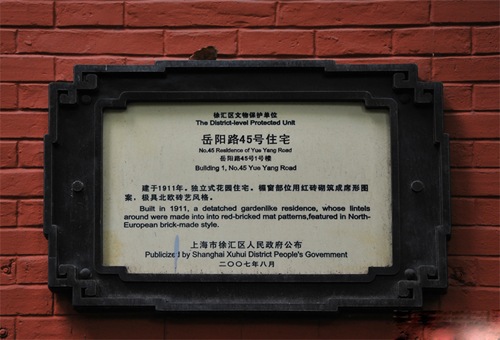 徐汇区文物保护单位
The District-level Protected Unit
岳阳路45号住宅
No.45 Residence of Yue Yang Road
岳阳路45号1号楼
Building 1, No.45 Yue Yang Road
建于1911年。独立式花园住宅。楣窗部位用红砖砌筑成席形图
案，极具北欧砖艺风格。
Built in 1911, a detatched gardenlike residence, whose lintels
around were made into into red-bricked mat patterns,featured in North-
European brick-made style.
上海市徐汇区人民政府公布
Publicized by Shanghai Xuhui District People's Government
二〇〇七年八月